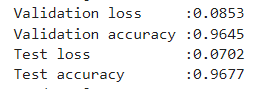 Validation loss :0.0853
Validation accuracy :0.9645
Test loss :0.0702
Test accuracy :0.9677